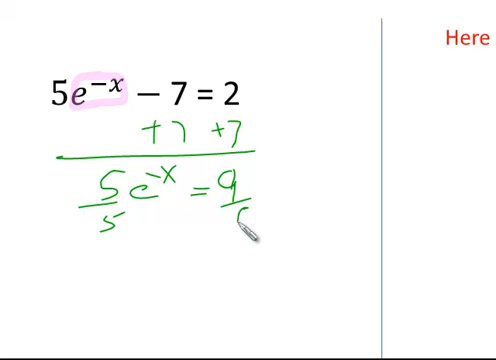 Here
5e^{−x} − 7 = 2
+7 +7
5e^{-x} = 9
5